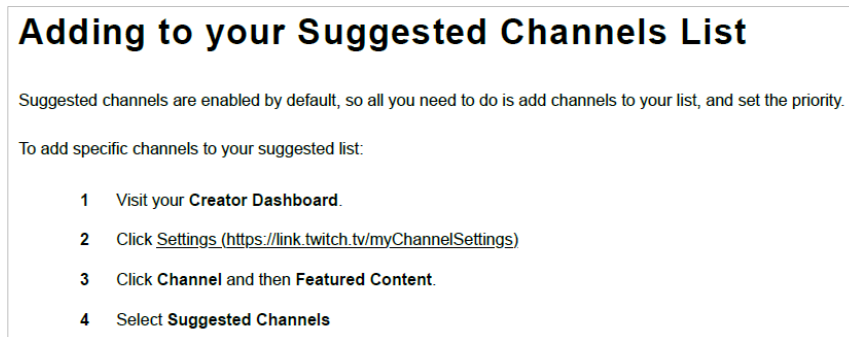 Adding to your Suggested Channels List
Suggested channels are enabled by default, so all you need to do is add channels to your list, and set the priority.
To add specific channels to your suggested list:
1 Visit your Creator Dashboard.
2 Click Settings (https://link.twitch.tv/myChannelSettings)
3 Click Channel and then Featured Content.
4 Select Suggested Channels